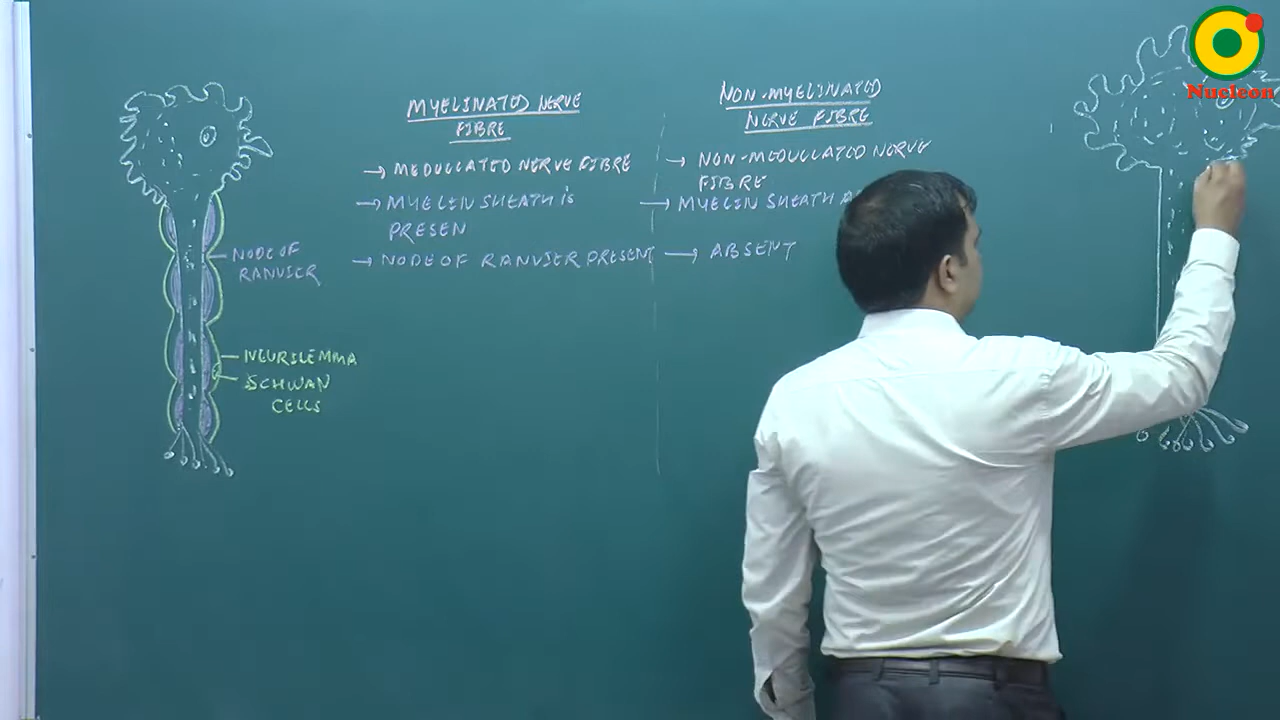 Nucleon
MYELINATED NERVE
FIBRE
→ MEDULLATED NERVE FIBRE
→ MYELIN SHEATH is
PRESEN
→ NODE OF RANVIER PRESENT
NON-MYELINATED
NERVE FIBRE
→ NON-MEDULLATED NERVE
FIBRE
→ MYELIN SHEATH
→ ABSENT
NODE OF
RANVIER
NEURILEMMA
SCHWAN
CELLS